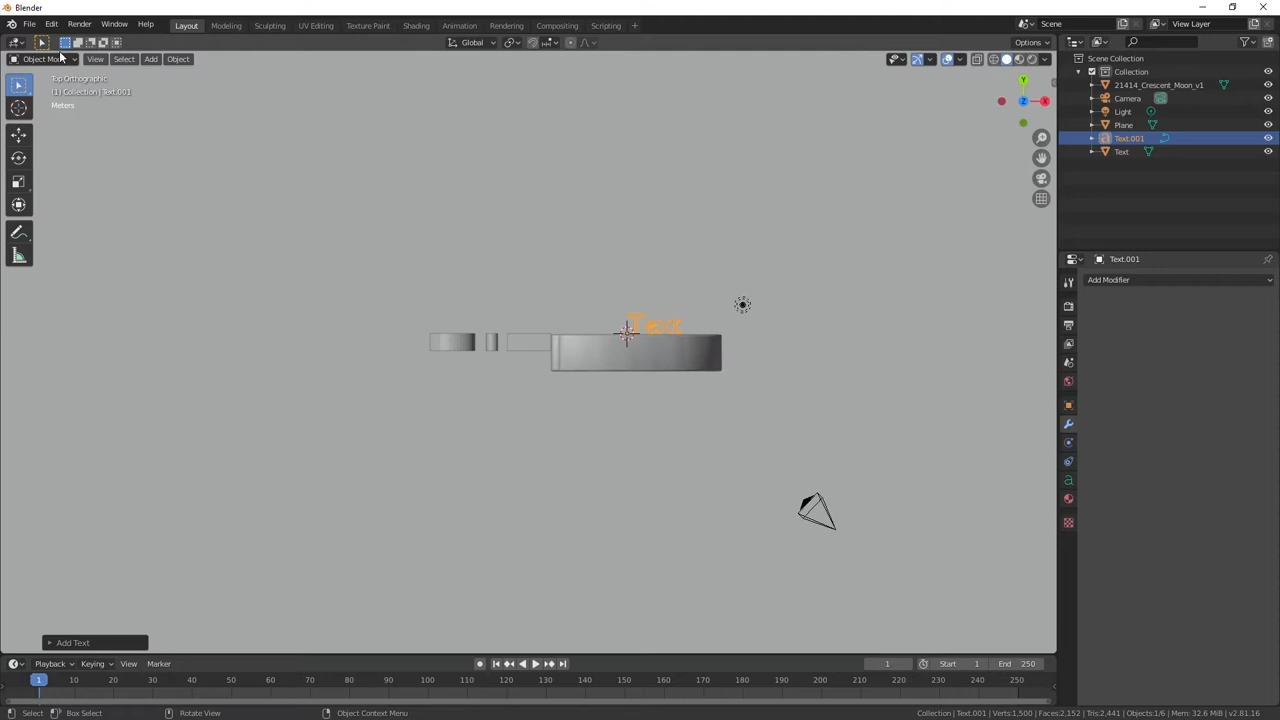 Blender
File Edit Render Window Help Layout Modeling Sculpting UV Editing Texture Paint Shading Animation Rendering Compositing Scripting + Scene View Layer
Global Options
Object Mode View Select Add Object
Top Orthographic
(1) Collection | Text.001
Meters
Y
Z X
Text
Add Text
Scene Collection
Collection
21414_Crescent_Moon_v1
Camera
Light
Plane
Text.001
Text
Text.001
Add Modifier
Playback Keying View Marker 1 Start 1 End 250
1 10 20 30 40 50 60 70 80 90 100 110 120 130 140 150 160 170 180 190 200 210 220 230 240 250
Select Box Select Rotate View Object Context Menu Collection | Text.001 | Verts:1,500 | Faces:2,152 | Tris:2,441 | Objects:1/6 | Mem: 32.6 MiB | v2.81.16